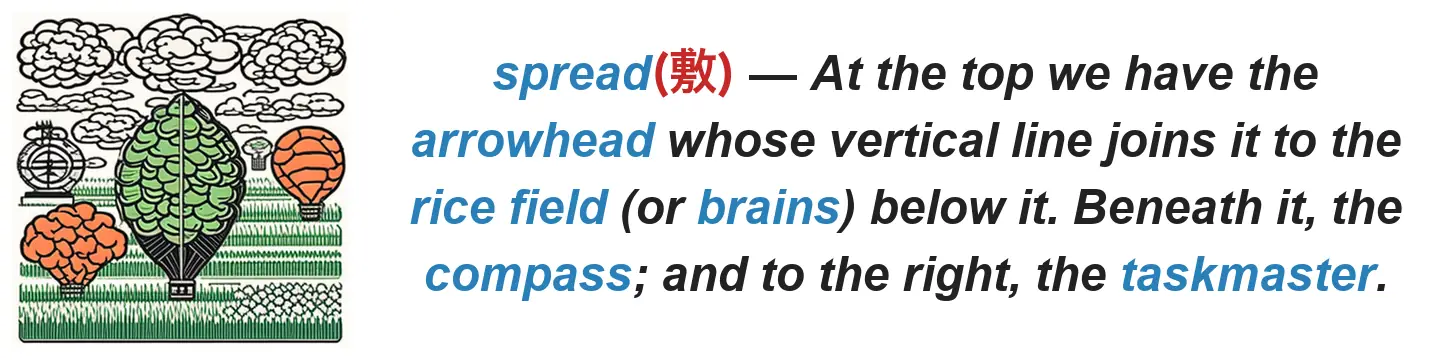 spread(敷) — At the top we have the
arrowhead whose vertical line joins it to the
rice field (or brains) below it. Beneath it, the
compass; and to the right, the taskmaster.